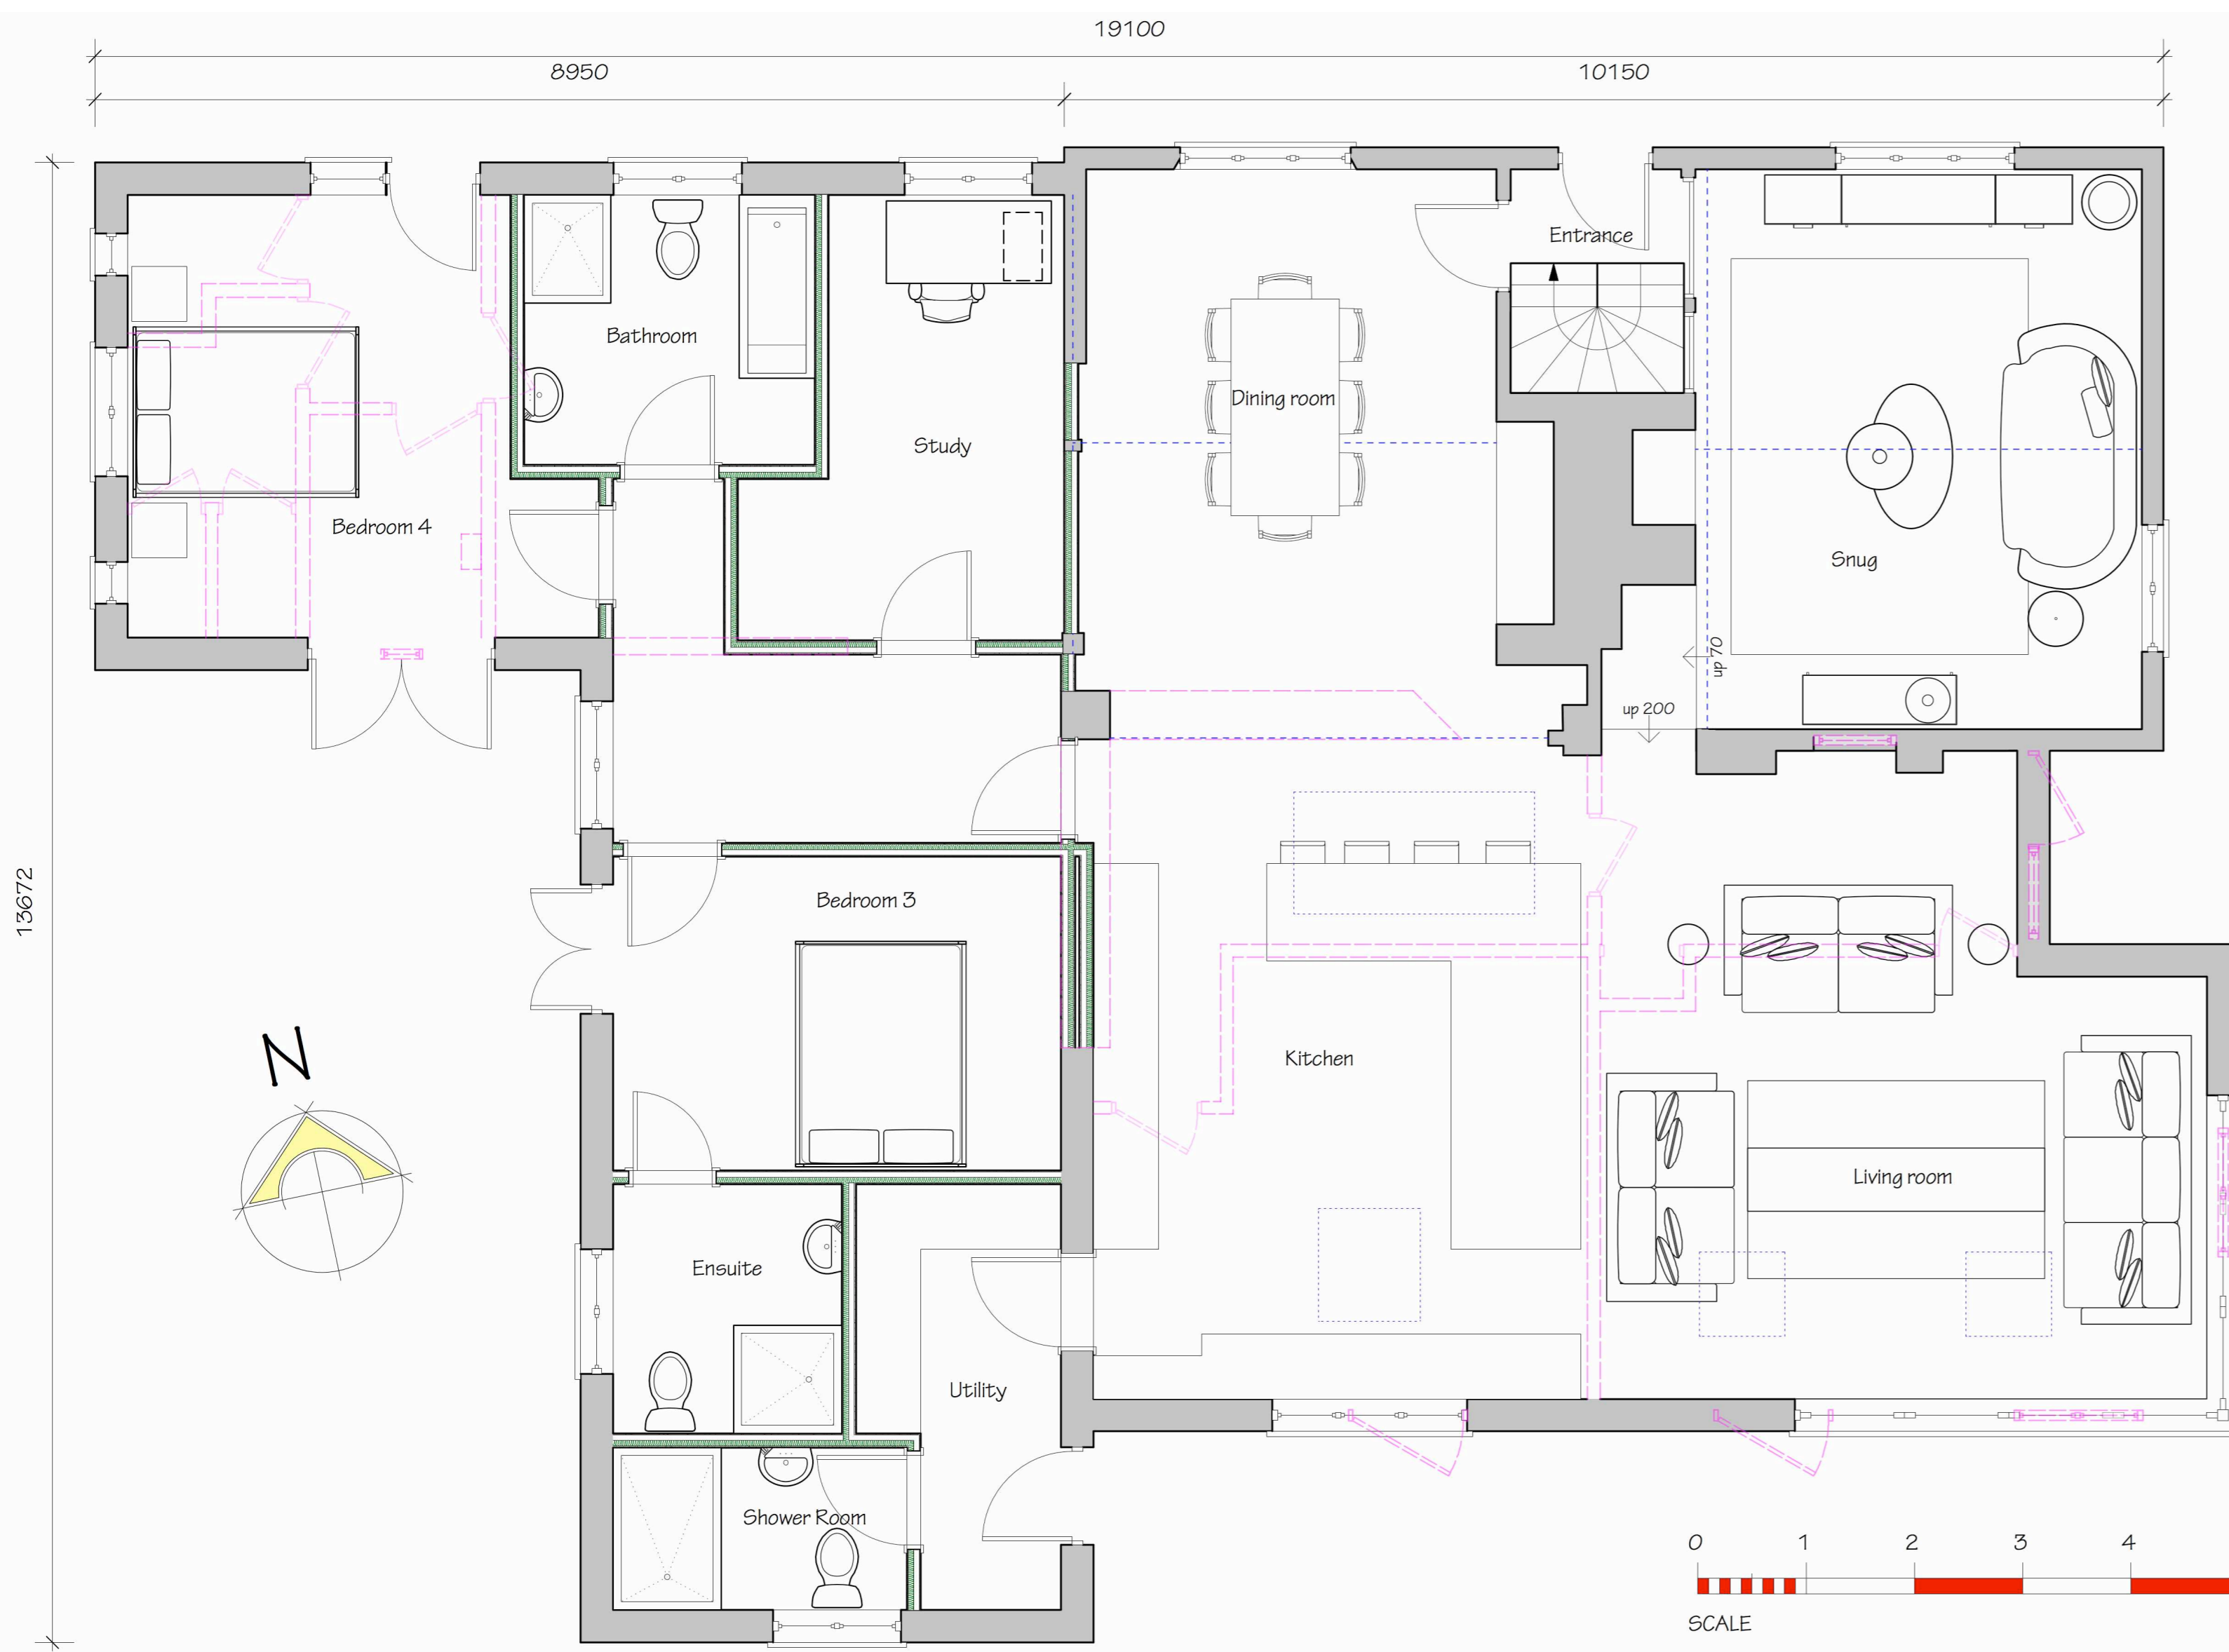 19100
8950
10150
Entrance
Bathroom
Dining room
Study
Bedroom 4
Snug
up 70
up 200
13672
Bedroom 3
N
Kitchen
Living room
Ensuite
Utility
Shower Room
0 1 2 3 4
SCALE